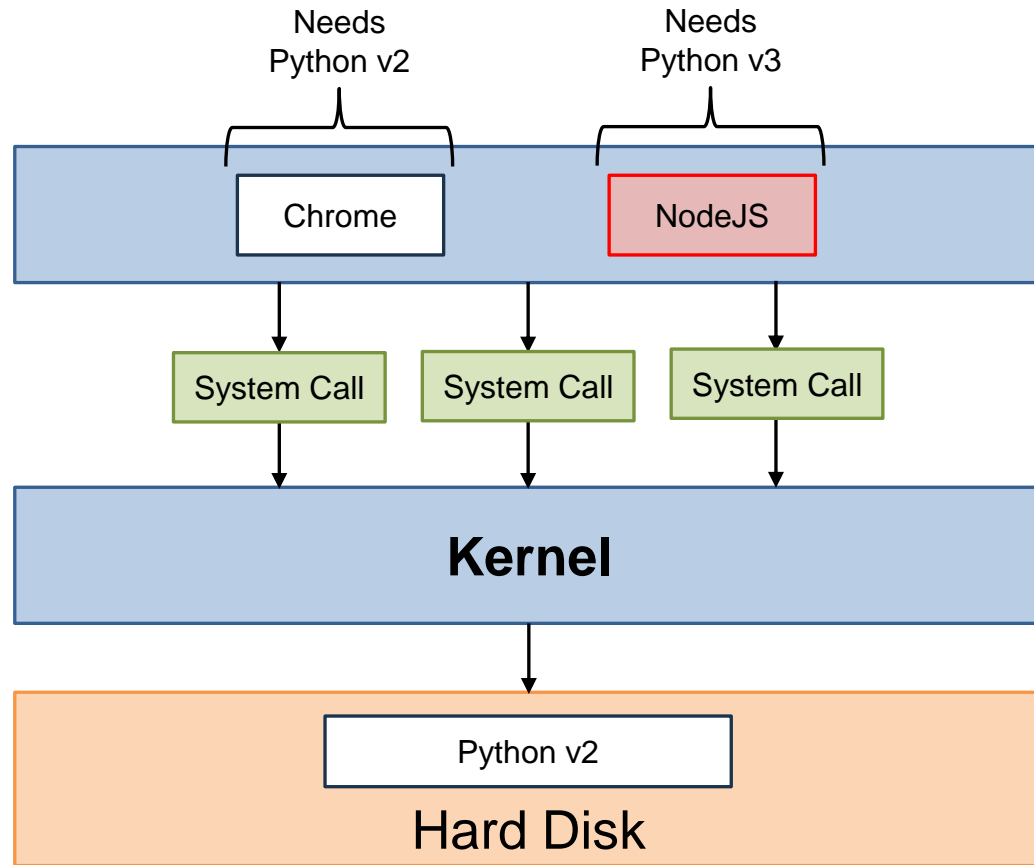 Needs
Python v2
Needs
Python v3
Chrome
NodeJS
System Call
System Call
System Call
Kernel
Python v2
Hard Disk